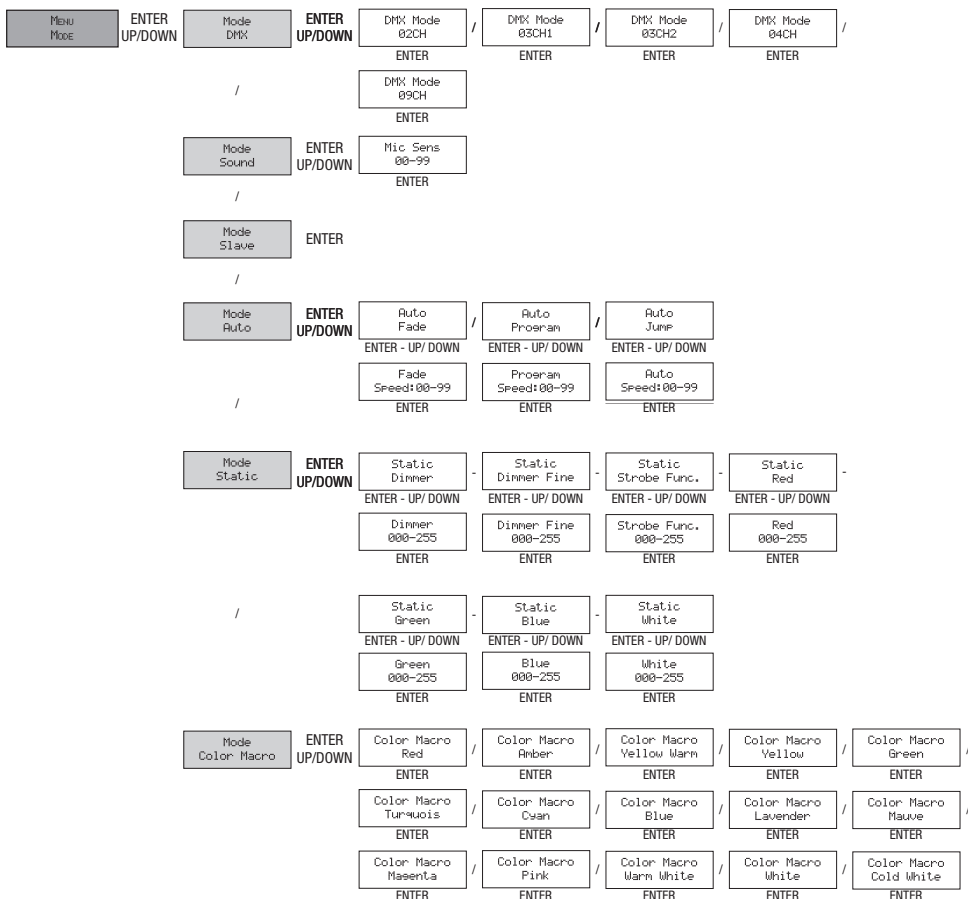 Menu ENTER Mode ENTER DMX Mode / DMX Mode / DMX Mode / DMX Mode /
Mode UP/DOWN DMX UP/DOWN 02CH 03CH1 03CH2 04CH
ENTER ENTER ENTER ENTER
/ DMX Mode
09CH
ENTER
Mode ENTER Mic Sens
Sound UP/DOWN 00-99
ENTER
/
Mode ENTER
Slave
/
Mode ENTER Auto / Auto / Auto
Auto UP/DOWN Fade Program Jump
ENTER - UP/ DOWN ENTER - UP/ DOWN ENTER - UP/ DOWN
Fade Program Auto
Speed:00-99 Speed:00-99 Speed:00-99
/ ENTER ENTER ENTER
Mode ENTER Static - Static - Static - Static -
Static UP/DOWN Dimmer Dimmer Fine Strobe Func. Red
ENTER - UP/ DOWN ENTER - UP/ DOWN ENTER - UP/ DOWN ENTER - UP/ DOWN
Dimmer Dimmer Fine Strobe Func. Red
000-255 000-255 000-255 000-255
ENTER ENTER ENTER ENTER
/ Static - Static - Static
Green Blue White
ENTER - UP/ DOWN ENTER - UP/ DOWN ENTER - UP/ DOWN
Green Blue White
000-255 000-255 000-255
ENTER ENTER ENTER
Mode ENTER Color Macro / Color Macro / Color Macro / Color Macro / Color Macro /
Color Macro UP/DOWN Red Amber Yellow Warm Yellow Green
ENTER ENTER ENTER ENTER ENTER
Color Macro / Color Macro / Color Macro / Color Macro / Color Macro /
Turquois Cyan Blue Lavender Mauve
ENTER ENTER ENTER ENTER ENTER
Color Macro / Color Macro / Color Macro / Color Macro / Color Macro
Magenta Pink Warm White White Cold White
ENTER ENTER ENTER ENTER ENTER